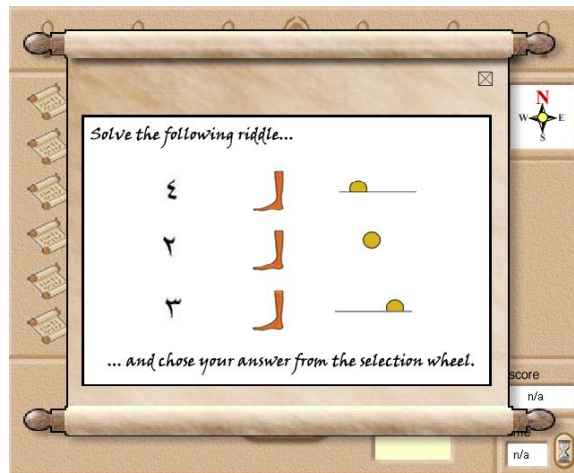 Solve the following riddle...
N
W E
S
٤
٢
٣
... and chose your answer from the selection wheel.
score
n/a
n/a